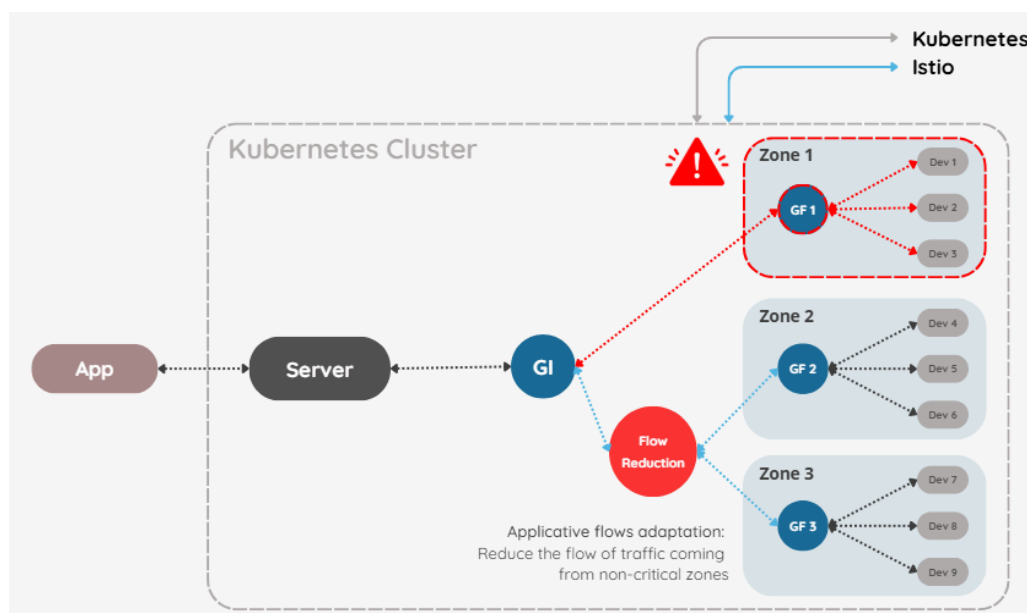 Kubernetes
Istio
Kubernetes Cluster
Zone 1
GF 1
Dev 1
Dev 2
Dev 3
Zone 2
GF 2
Dev 4
Dev 5
Dev 6
App
Server
GI
Flow
Reduction
Zone 3
GF 3
Dev 7
Dev 8
Dev 9
Applicative flows adaptation:
Reduce the flow of traffic coming
from non-critical zones